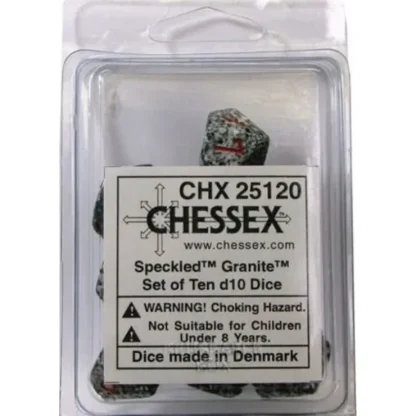 CHX 25120
CHESSEX™
www.chessex.com
Speckled™ Granite™
Set of Ten d10 Dice
WARNING! Choking Hazard.
Not Suitable for Children
Under 8 Years.
Dice made in Denmark